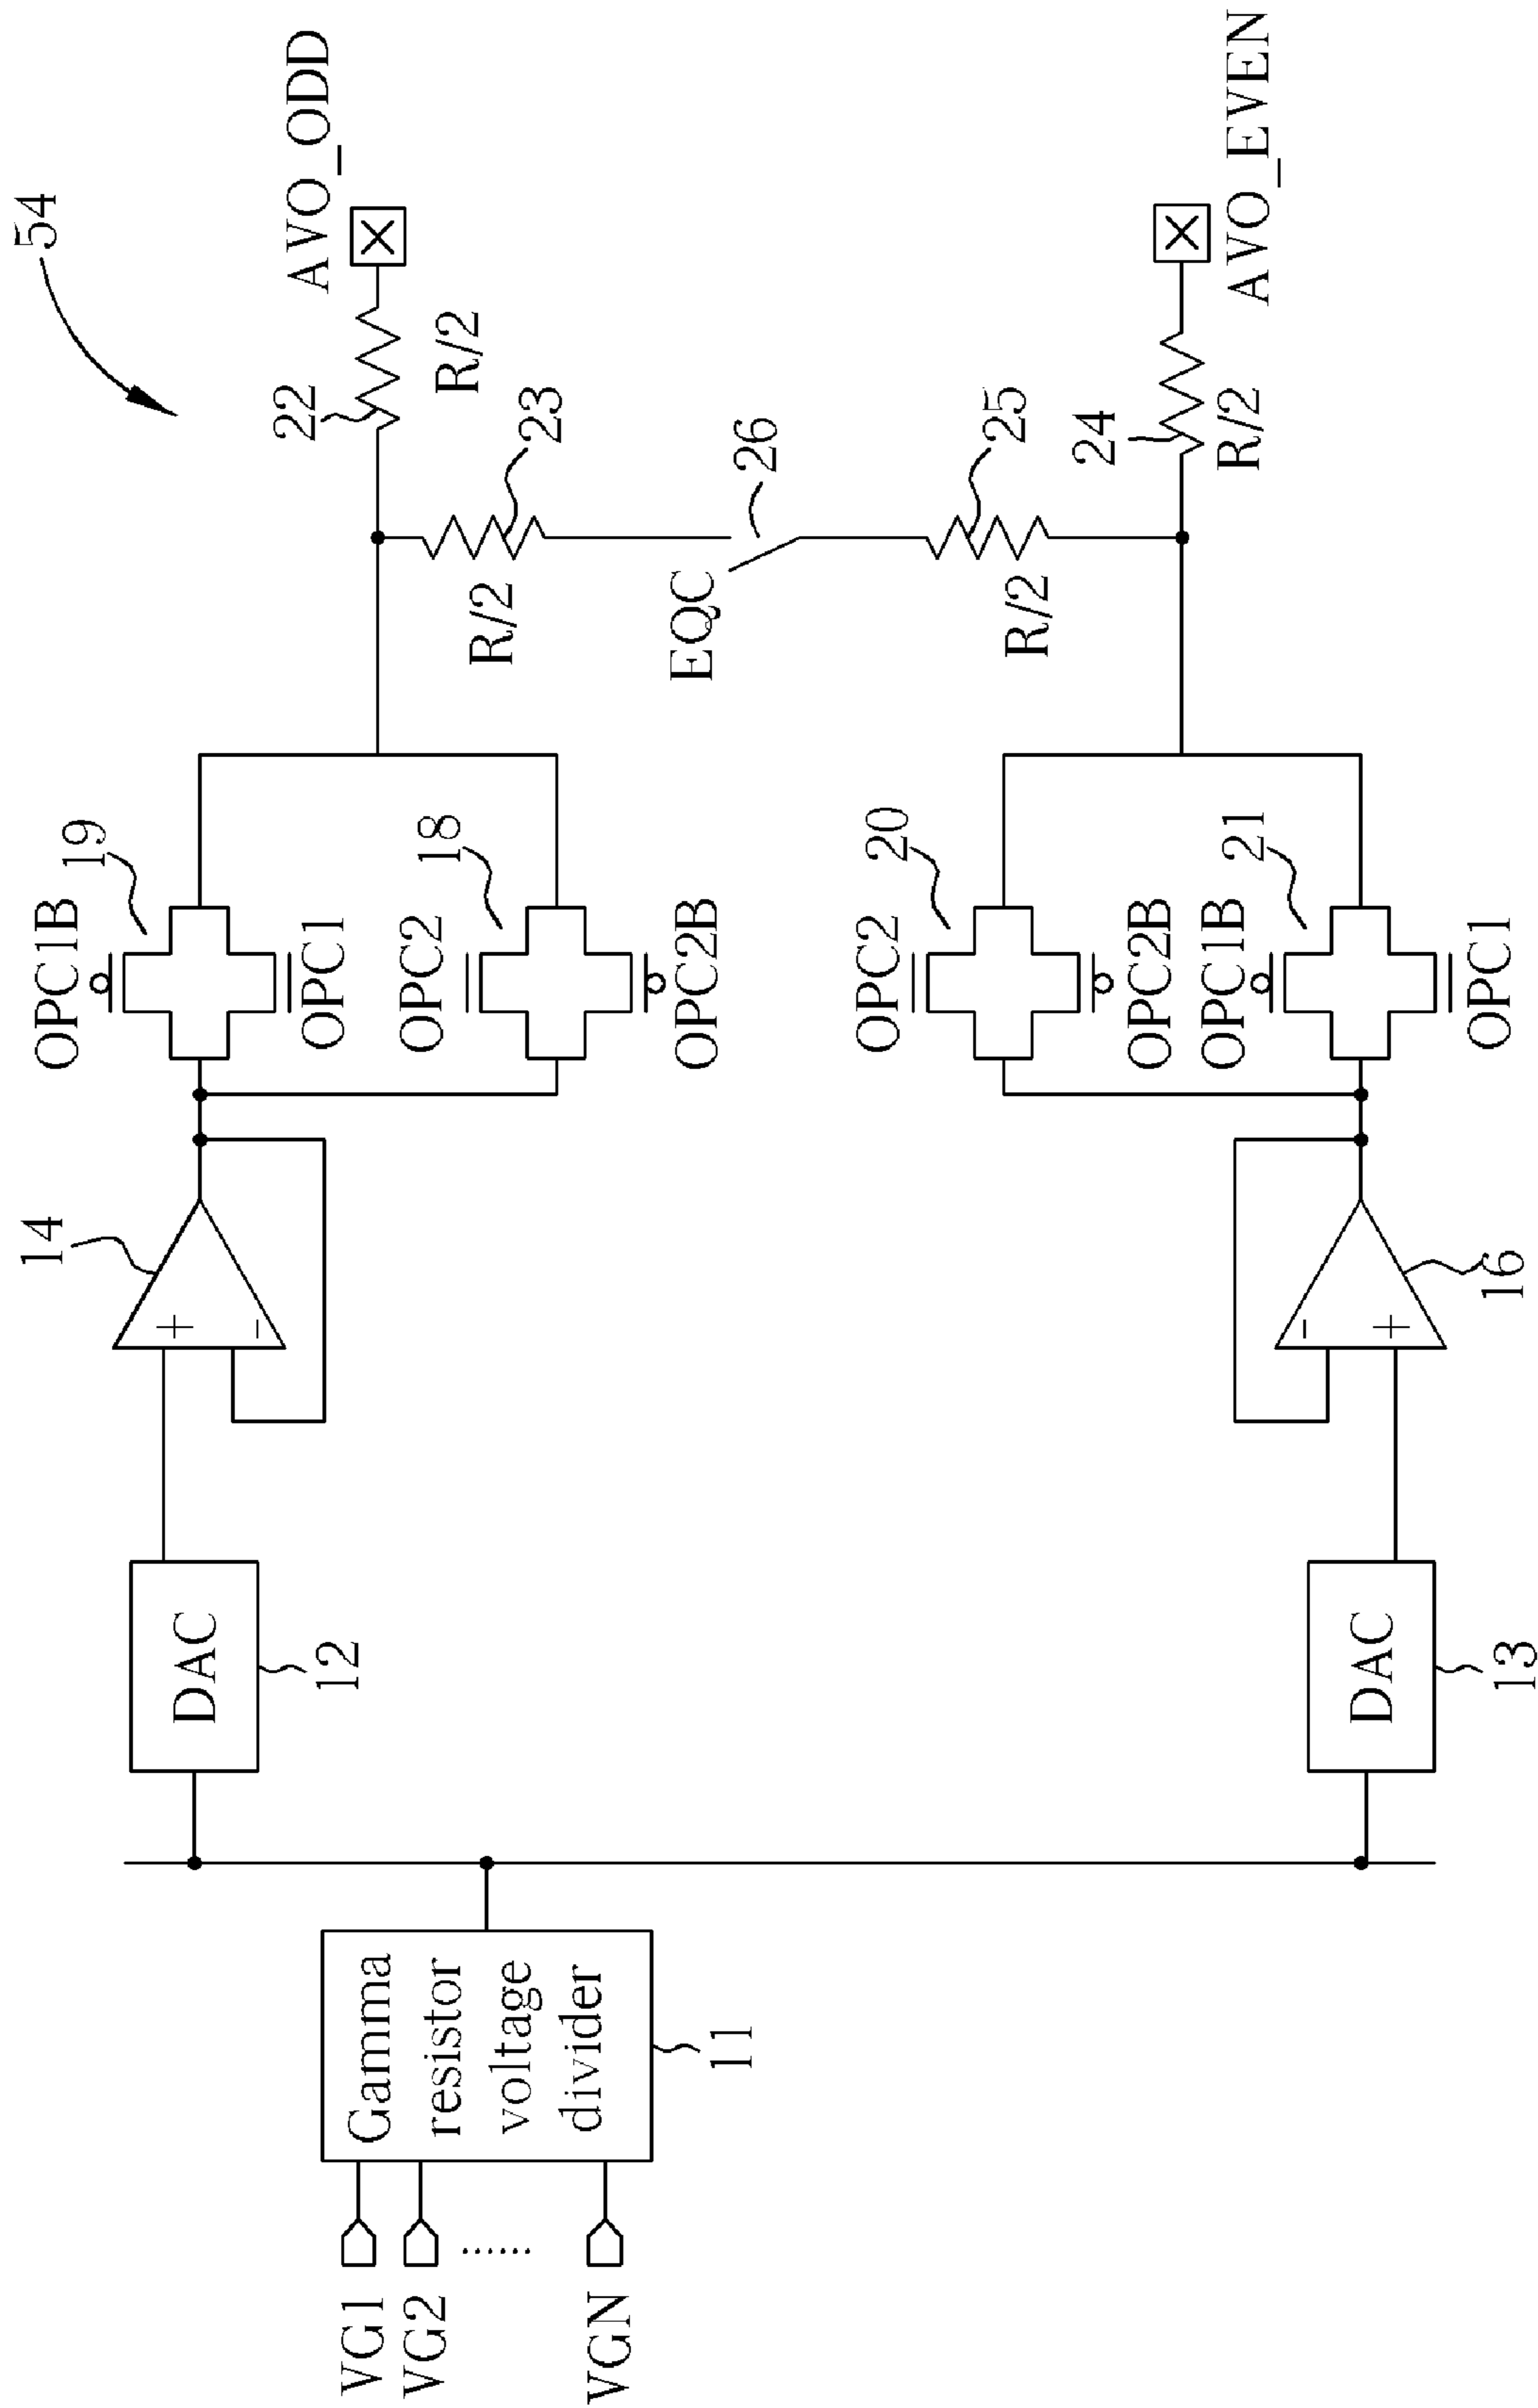 54
VG1
VG2
......
VGN
Gamma
resistor
voltage
divider
11
DAC
12
14
+
-
OPC1B
19
OPC1
OPC2
18
OPC2B
22
R/2
AVO_ODD
R/2
23
EQC
26
R/2
25
DAC
13
-
+
16
OPC2
20
OPC2B
OPC1B
21
OPC1
24
R/2
AVO_EVEN